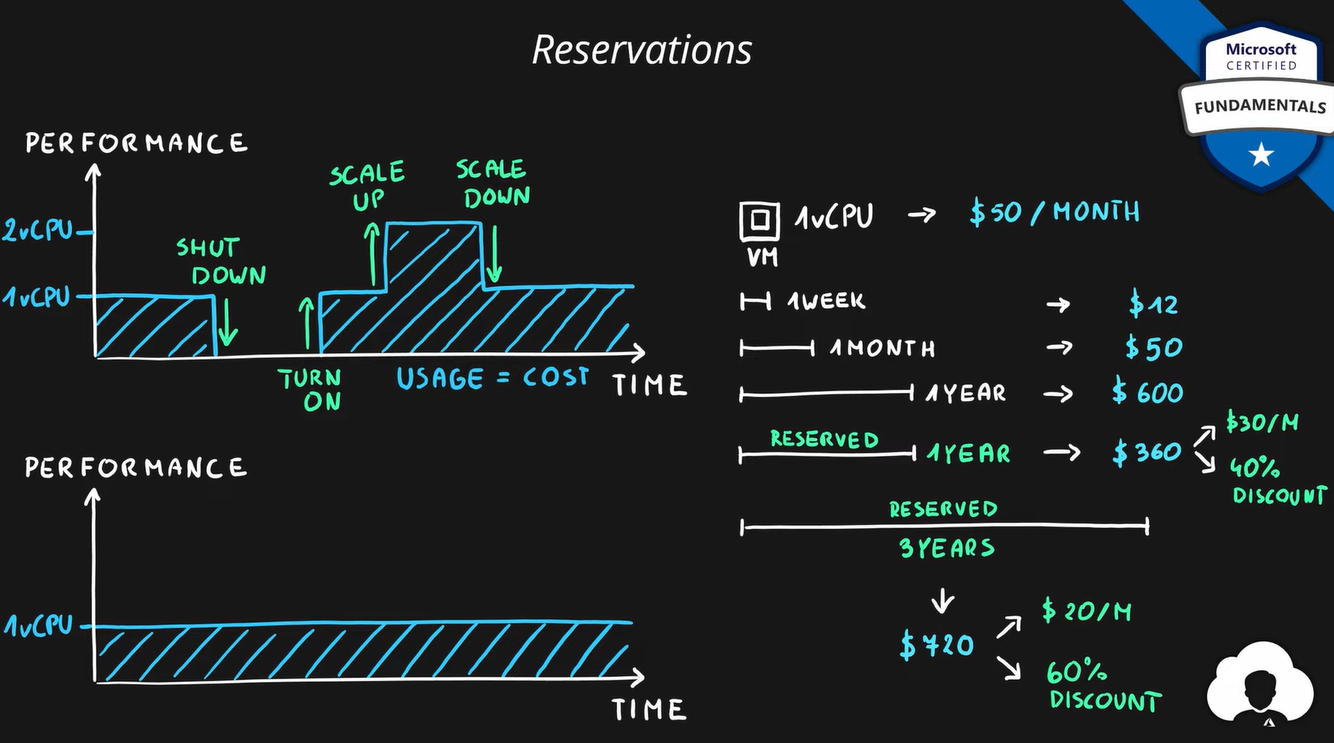 Reservations
Microsoft
CERTIFIED
FUNDAMENTALS
PERFORMANCE
2vCPU
1vCPU
SHUT
DOWN
TURN
ON
SCALE
UP
SCALE
DOWN
USAGE = COST
TIME
PERFORMANCE
1vCPU
TIME
1vCPU → $50/MONTH
VM
1WEEK → $12
1MONTH → $50
1YEAR → $600
RESERVED
1YEAR → $360
$30/M
40%
DISCOUNT
RESERVED
3YEARS
$720
$20/M
60%
DISCOUNT